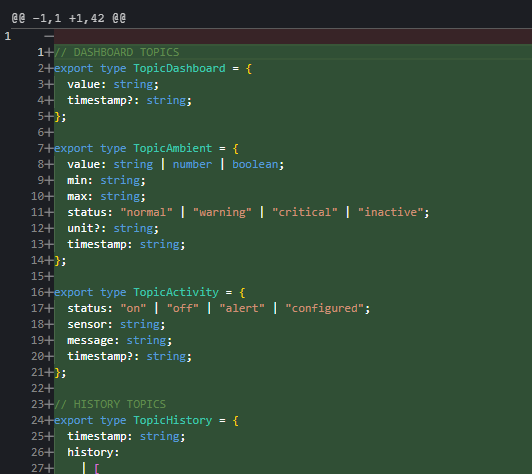 @@ -1,1 +1,42 @@
1 −
1+// DASHBOARD TOPICS
2+export type TopicDashboard = {
3+  value: string;
4+  timestamp?: string;
5+};
6+
7+export type TopicAmbient = {
8+  value: string | number | boolean;
9+  min: string;
10+  max: string;
11+  status: "normal" | "warning" | "critical" | "inactive";
12+  unit?: string;
13+  timestamp: string;
14+};
15+
16+export type TopicActivity = {
17+  status: "on" | "off" | "alert" | "configured";
18+  sensor: string;
19+  message: string;
20+  timestamp?: string;
21+};
22+
23+// HISTORY TOPICS
24+export type TopicHistory = {
25+  timestamp: string;
26+  history:
27+    | [